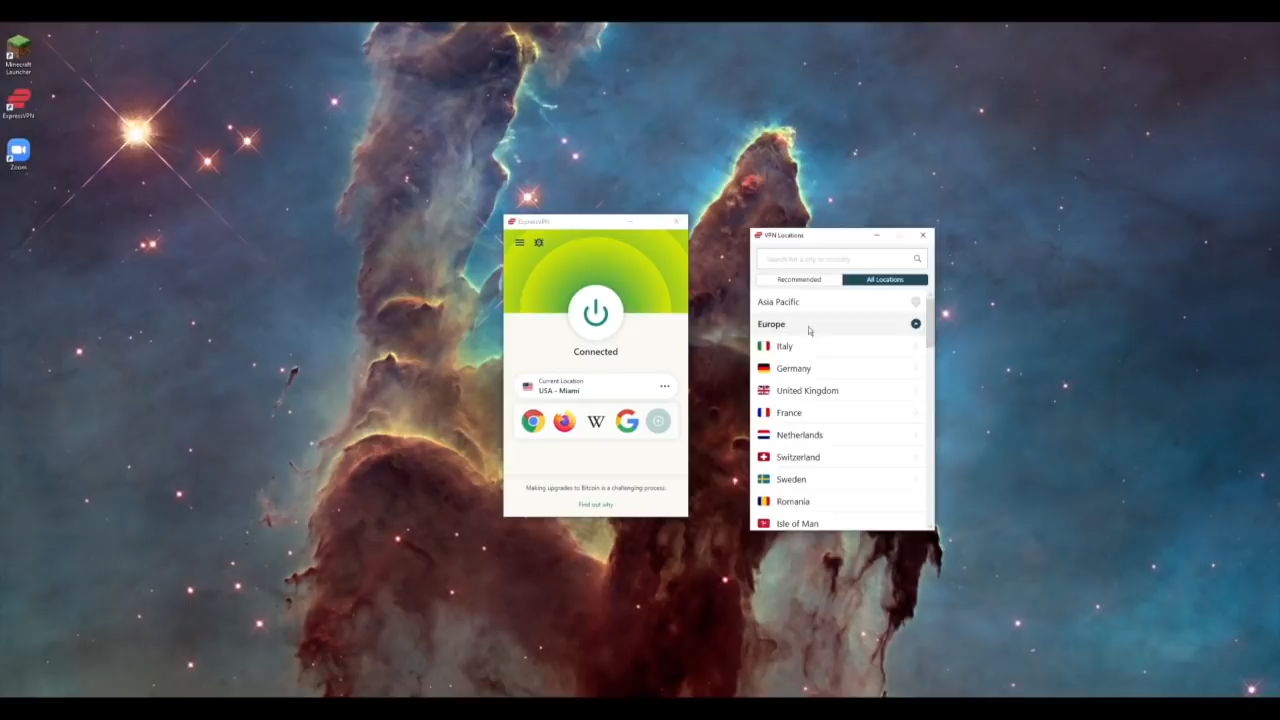 Minecraft
Launcher
ExpressVPN
Zoom
ExpressVPN
Connected
Current Location
USA - Miami
W
G
Making upgrades to Bitcoin is a challenging process.
Find out why
VPN Locations
Search for a city or country
Recommended
All Locations
Asia Pacific
Europe
Italy
Germany
United Kingdom
France
Netherlands
Switzerland
Sweden
Romania
Isle of Man